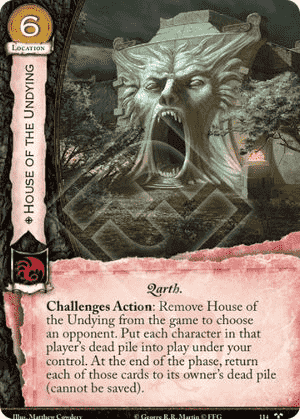 6
LOCATION
HOUSE OF THE UNDYING
Qarth.
Challenges Action: Remove House of
the Undying from the game to choose
an opponent. Put each character in that
player's dead pile into play under your
control. At the end of the phase, return
each of those cards to its owner's dead pile
(cannot be saved).
Illus. Matthew Cowdery © George R.R. Martin © FFG 114